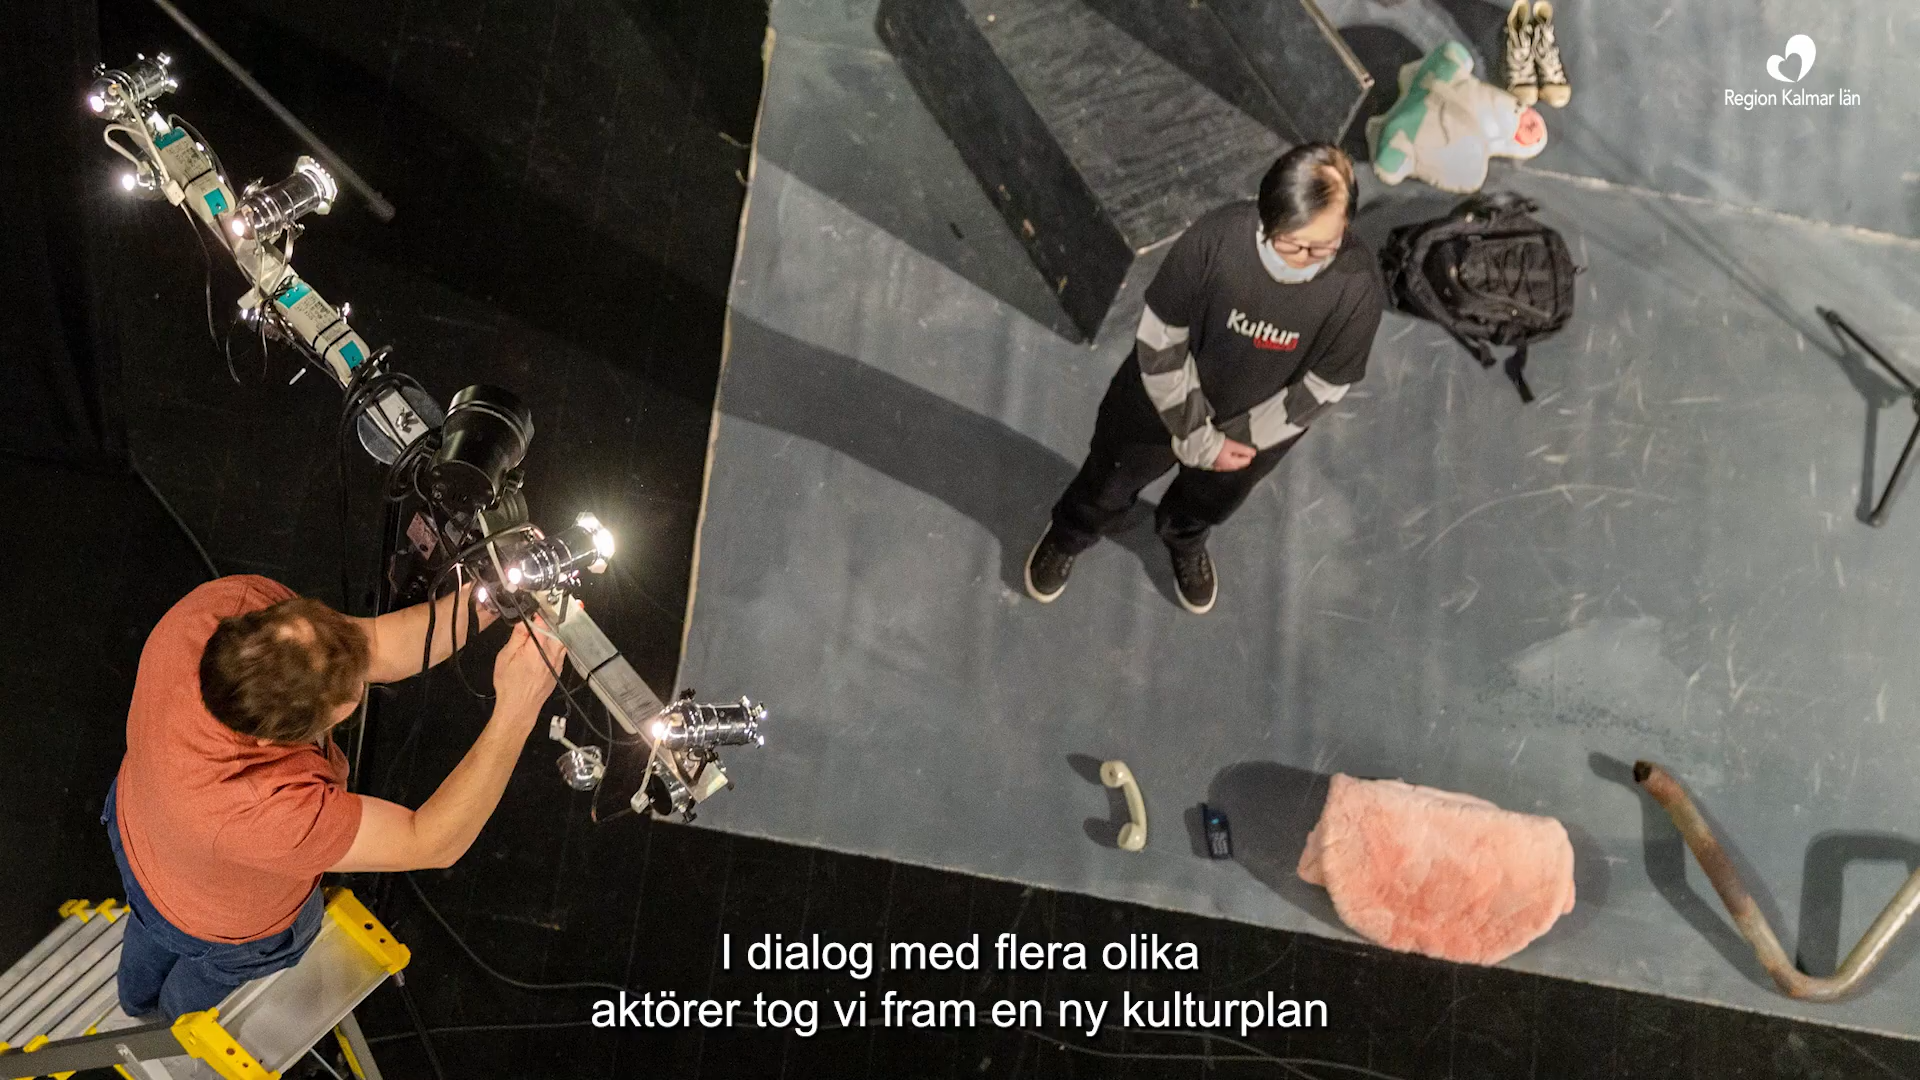 Region Kalmar län
Kultur
I dialog med flera olika
aktörer tog vi fram en ny kulturplan